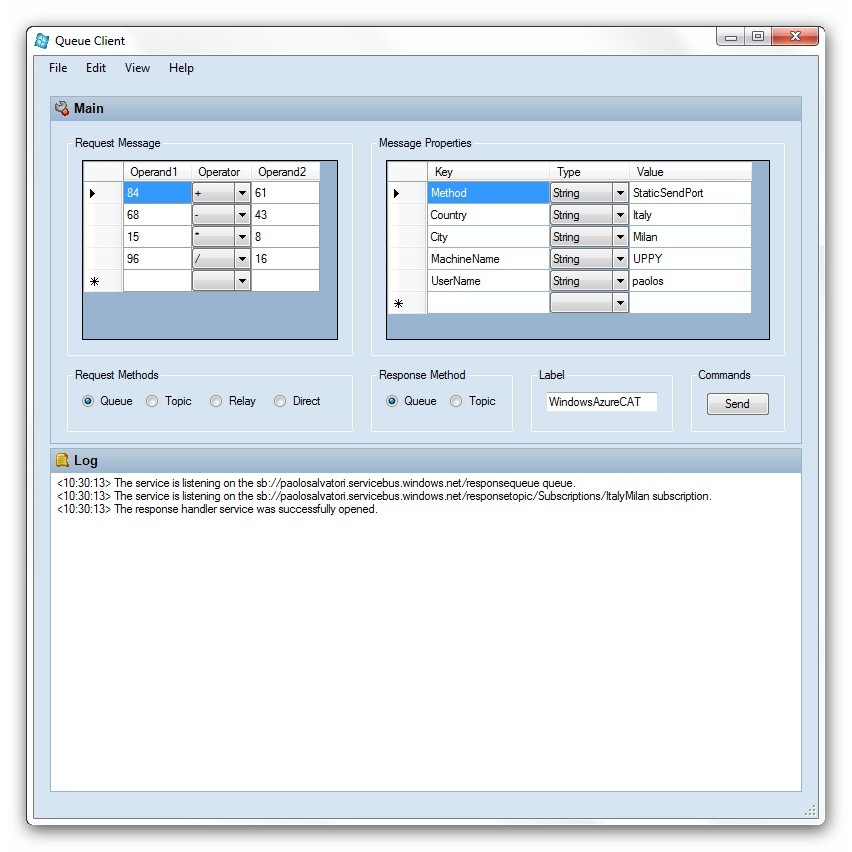 Queue Client
File Edit View Help
Main
Request Message
Operand1 Operator Operand2
84 + 61
68 - 43
15 * 8
96 / 16
Message Properties
Key Type Value
Method String StaticSendPort
Country String Italy
City String Milan
MachineName String UPPY
UserName String paolos
Request Methods
Queue Topic Relay Direct
Response Method
Queue Topic
Label
WindowsAzureCAT
Commands
Send
Log
<10:30:13> The service is listening on the sb://paolosalvatori.servicebus.windows.net/responsequeue queue.
<10:30:13> The service is listening on the sb://paolosalvatori.servicebus.windows.net/responsetopic/Subscriptions/ItalyMilan subscription.
<10:30:13> The response handler service was successfully opened.